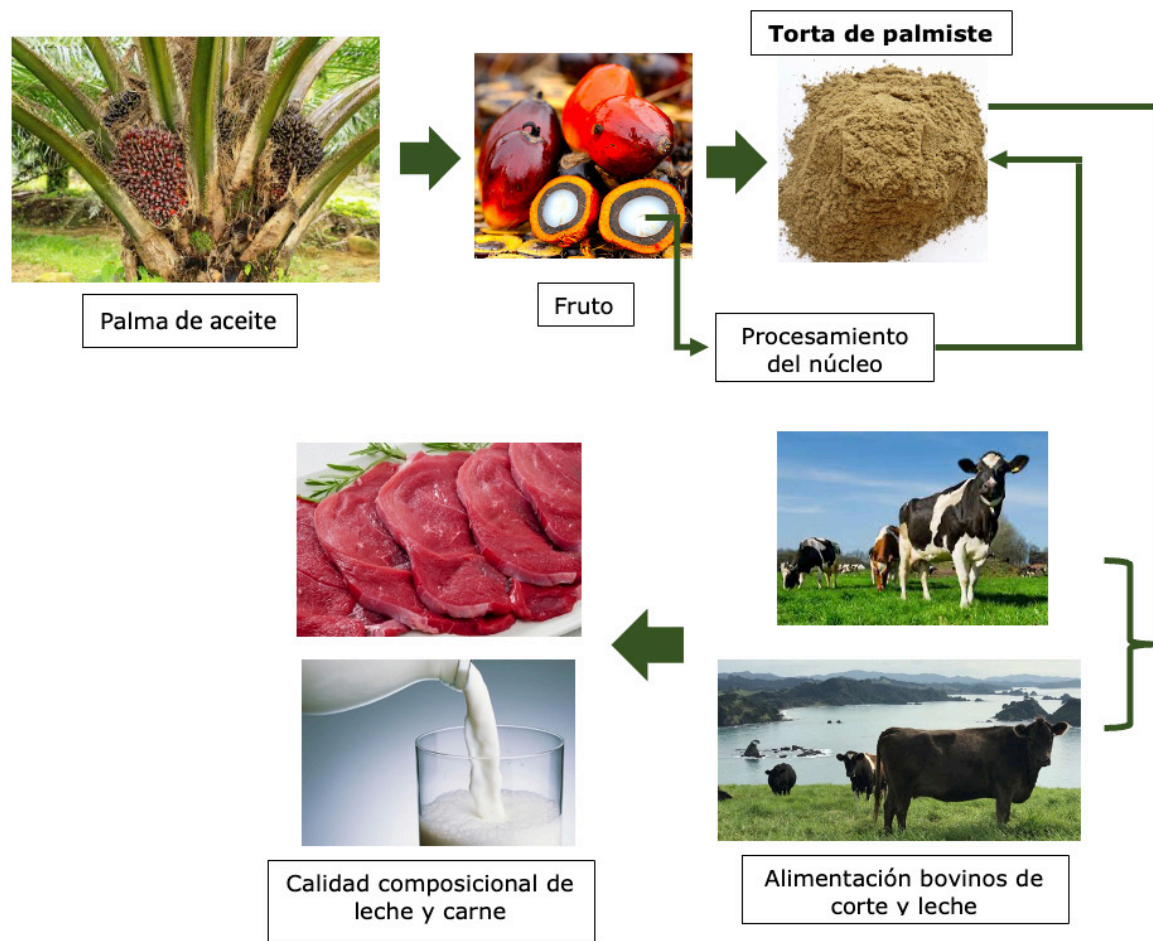 Torta de palmiste
Palma de aceite
Fruto
Procesamiento
del núcleo
Calidad composicional de
leche y carne
Alimentación bovinos de
corte y leche